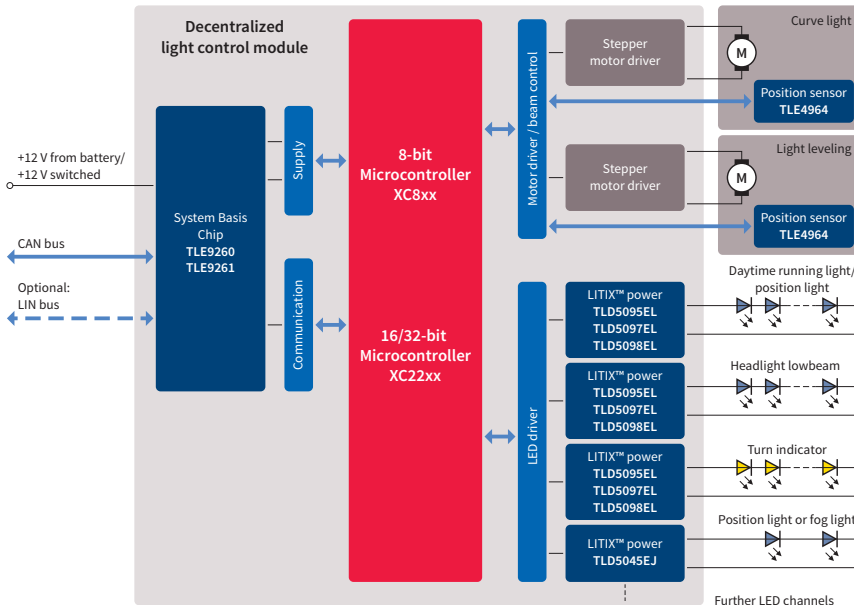 Decentralized
light control module
+12 V from battery/
+12 V switched
CAN bus
Optional:
LIN bus
System Basis
Chip
TLE9260
TLE9261
Supply
Communication
8-bit
Microcontroller
XC8xx
16/32-bit
Microcontroller
XC22xx
Motor driver / beam control
LED driver
Stepper
motor driver
Stepper
motor driver
Curve light
M
Position sensor
TLE4964
Light leveling
M
Position sensor
TLE4964
LITIX™ power
TLD5095EL
TLD5097EL
TLD5098EL
Daytime running light/
position light
LITIX™ power
TLD5095EL
TLD5097EL
TLD5098EL
Headlight lowbeam
LITIX™ power
TLD5095EL
TLD5097EL
TLD5098EL
Turn indicator
LITIX™ power
TLD5045EJ
Position light or fog light
Further LED channels